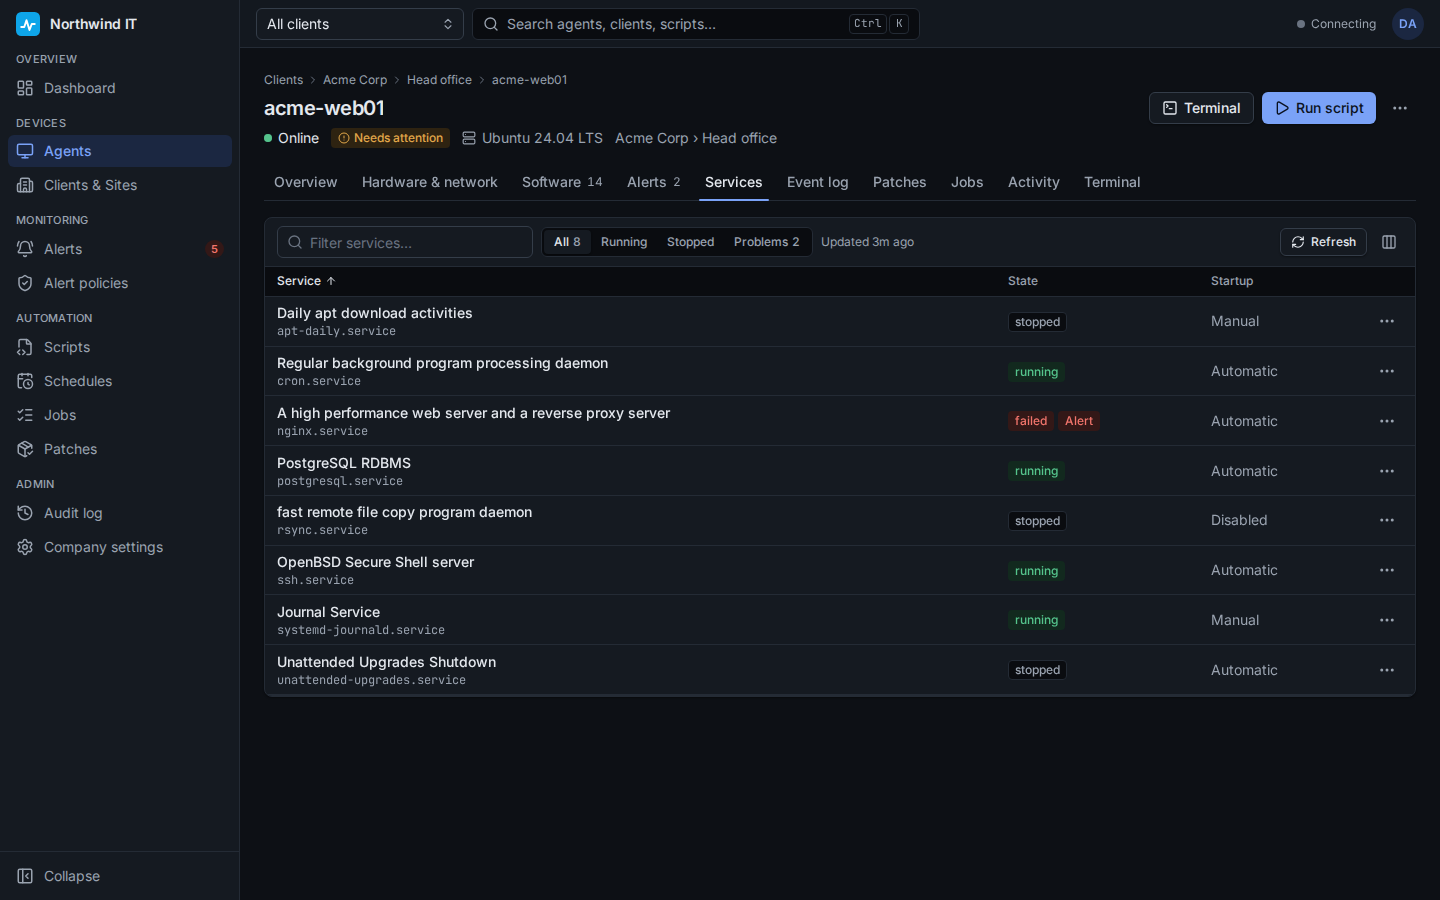 Northwind IT
All clients
Search agents, clients, scripts...
Ctrl K
Connecting
DA
OVERVIEW
Dashboard
DEVICES
Agents
Clients & Sites
MONITORING
Alerts
5
Alert policies
AUTOMATION
Scripts
Schedules
Jobs
Patches
ADMIN
Audit log
Company settings
Collapse
Clients > Acme Corp > Head office > acme-web01
acme-web01
Terminal
Run script
Online
Needs attention
Ubuntu 24.04 LTS
Acme Corp › Head office
Overview
Hardware & network
Software 14
Alerts 2
Services
Event log
Patches
Jobs
Activity
Terminal
Filter services...
All 8
Running
Stopped
Problems 2
Updated 3m ago
Refresh
Service ↑
State
Startup
Daily apt download activities
apt-daily.service
stopped
Manual
Regular background program processing daemon
cron.service
running
Automatic
A high performance web server and a reverse proxy server
nginx.service
failed
Alert
Automatic
PostgreSQL RDBMS
postgresql.service
running
Automatic
fast remote file copy program daemon
rsync.service
stopped
Disabled
OpenBSD Secure Shell server
ssh.service
running
Automatic
Journal Service
systemd-journald.service
running
Manual
Unattended Upgrades Shutdown
unattended-upgrades.service
stopped
Automatic